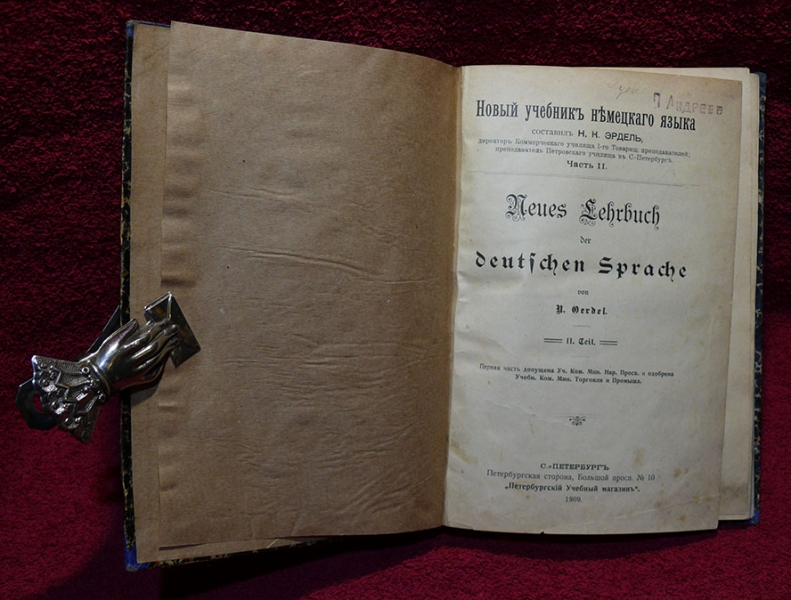 П АНДРЕЕВ
Новый учебникъ нѣмецкаго языка
СОСТАВИЛЪ Н. К. ЭРДЕЛЬ,
директоръ Коммерческаго училища 1-го Товарищ. преподавателей;
преподаватель Петровскаго училища въ С.-Петербургѣ.
Часть II.
Neues Lehrbuch
der
deutſchen Sprache
von
N. Oerdel.
II. Teil.
Первая часть допущена Уч. Ком. Мин. Нар. Просв. и одобрена
Учебн. Ком. Мин. Торговли и Промышл.
С.-ПЕТЕРБУРГЪ.
Петербургская сторона, Большой просп. № 10
„Петербургскій Учебный магазинъ".
1909.